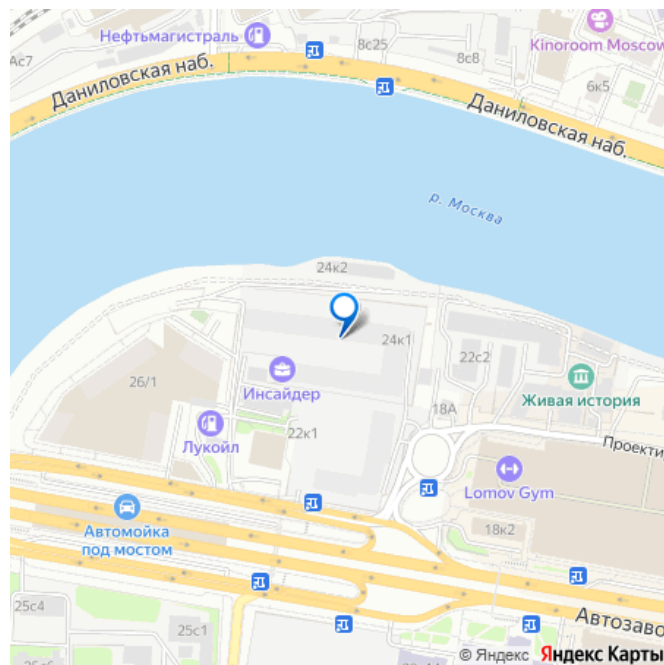 Нефтьмагистраль
8с25
Kinoroom Moscow
Ас7
8с8
6к5
Даниловская наб.
Даниловская наб.
р. Москва
24к2
24к1
22с2
26/1
Инсайдер
Живая история
18А
Лукойл
22к1
Проекти
Lomov Gym
Автомойка
под мостом
18к2
25с4
25с1
Автозаво
© Яндекс Яндекс Карты